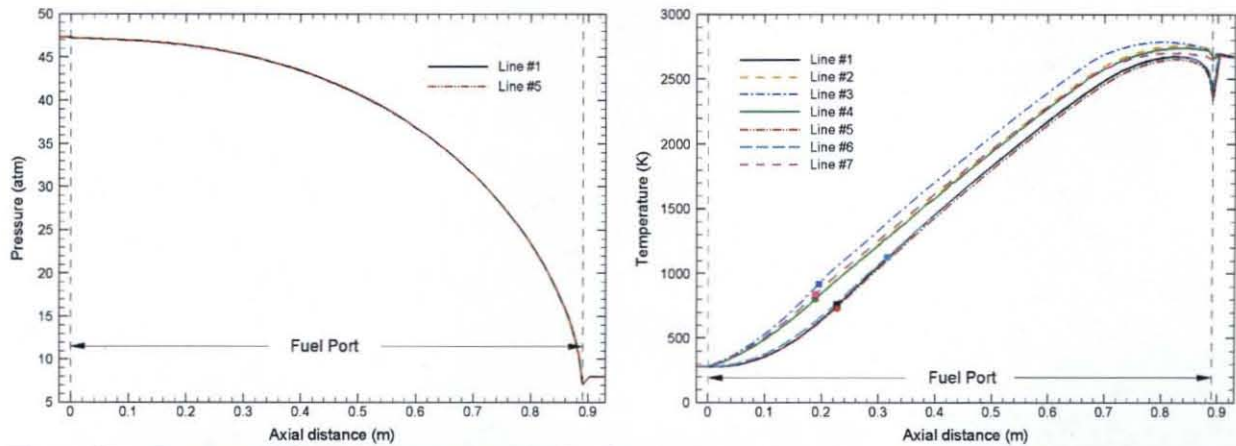 50
45
40
35
30
25
20
15
10
5
Pressure (atm)
Line #1
Line #5
Fuel Port
0 0.1 0.2 0.3 0.4 0.5 0.6 0.7 0.8 0.9
Axial distance (m)
3000
2500
2000
1500
1000
500
0
Temperature (K)
Line #1
Line #2
Line #3
Line #4
Line #5
Line #6
Line #7
Fuel Port
0 0.1 0.2 0.3 0.4 0.5 0.6 0.7 0.8 0.9
Axial distance (m)